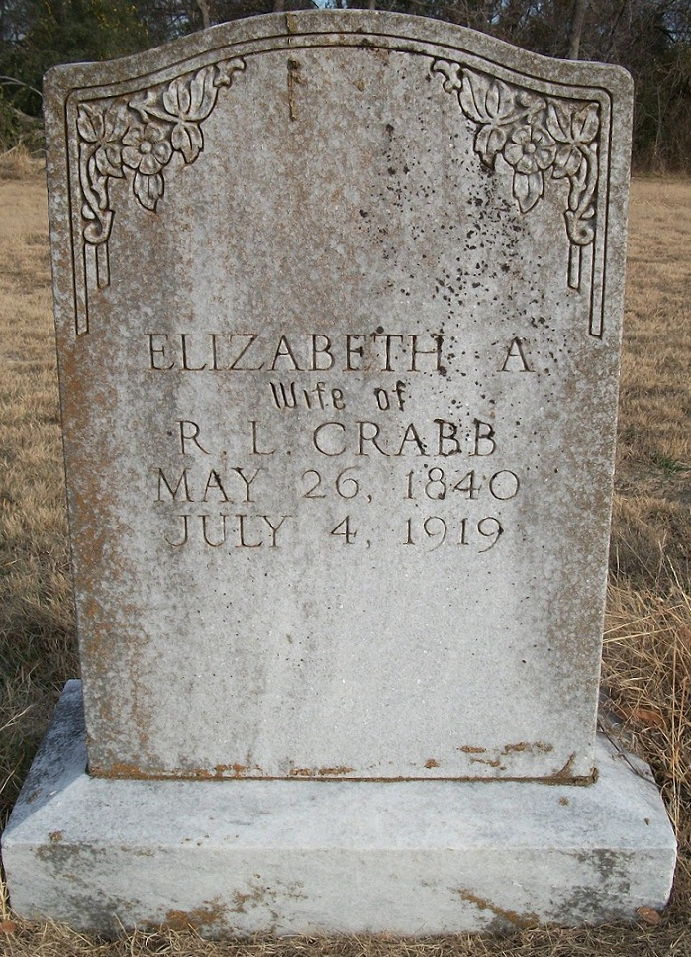 ELIZABETH A
Wife of
R. L. CRABB
MAY 26, 1840
JULY 4, 1919